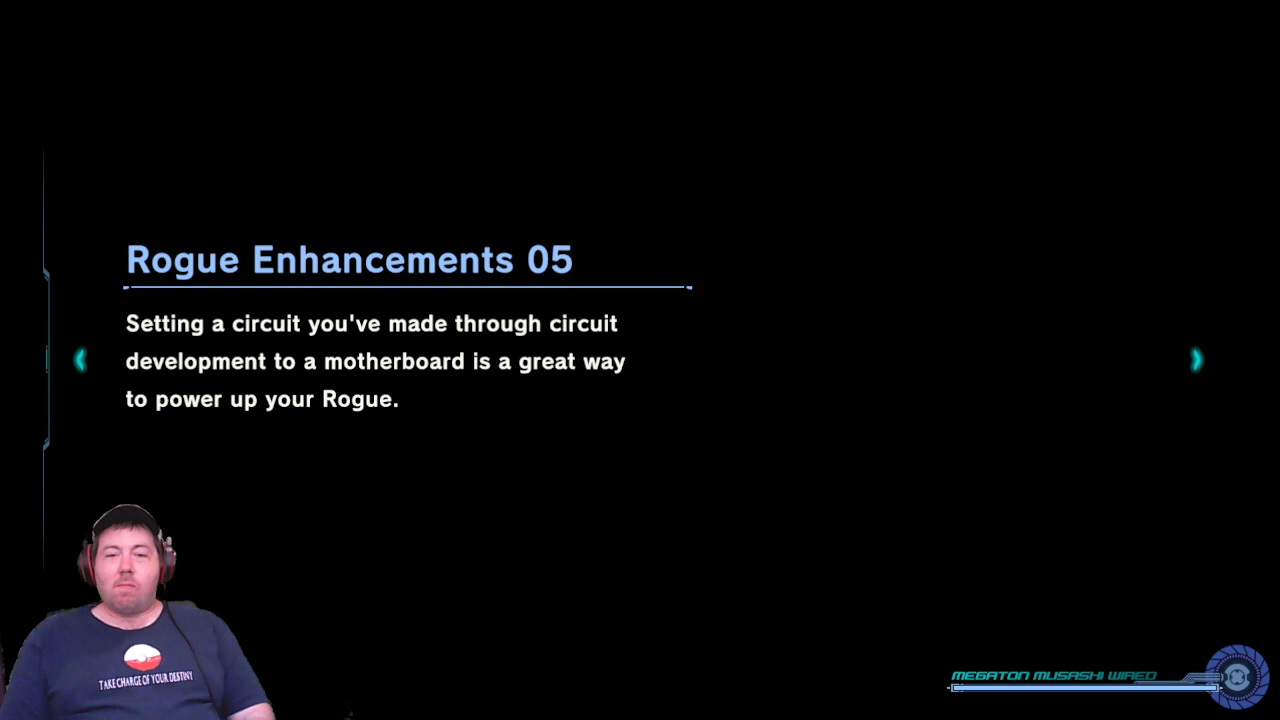 Rogue Enhancements 05
Setting a circuit you've made through circuit
development to a motherboard is a great way
to power up your Rogue.
TAKE CHARGE OF YOUR DESTINY
MEGATON MUSASHI WIRED